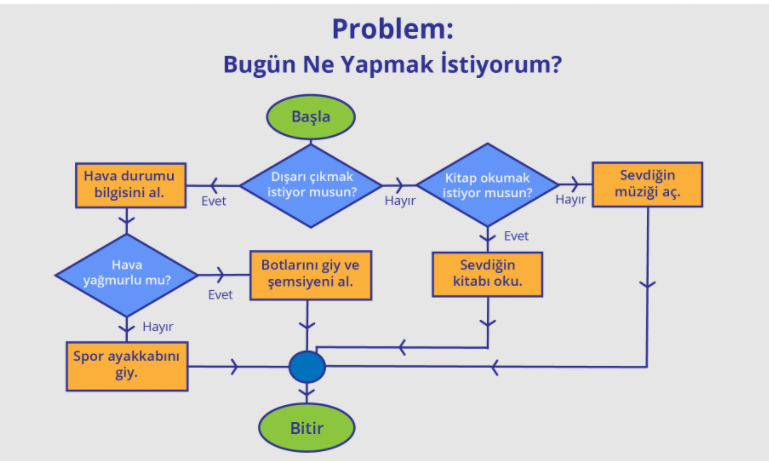 Problem:
Bugün Ne Yapmak İstiyorum?
Başla
Dışarı çıkmak
istiyor musun?
Evet
Hayır
Hava durumu
bilgisini al.
Kitap okumak
istiyor musun?
Hayır
Evet
Sevdiğin
müziği aç.
Hava
yağmurlu mu?
Evet
Hayır
Botlarını giy ve
şemsiyeni al.
Sevdiğin
kitabı oku.
Spor ayakkabını
giy.
Bitir